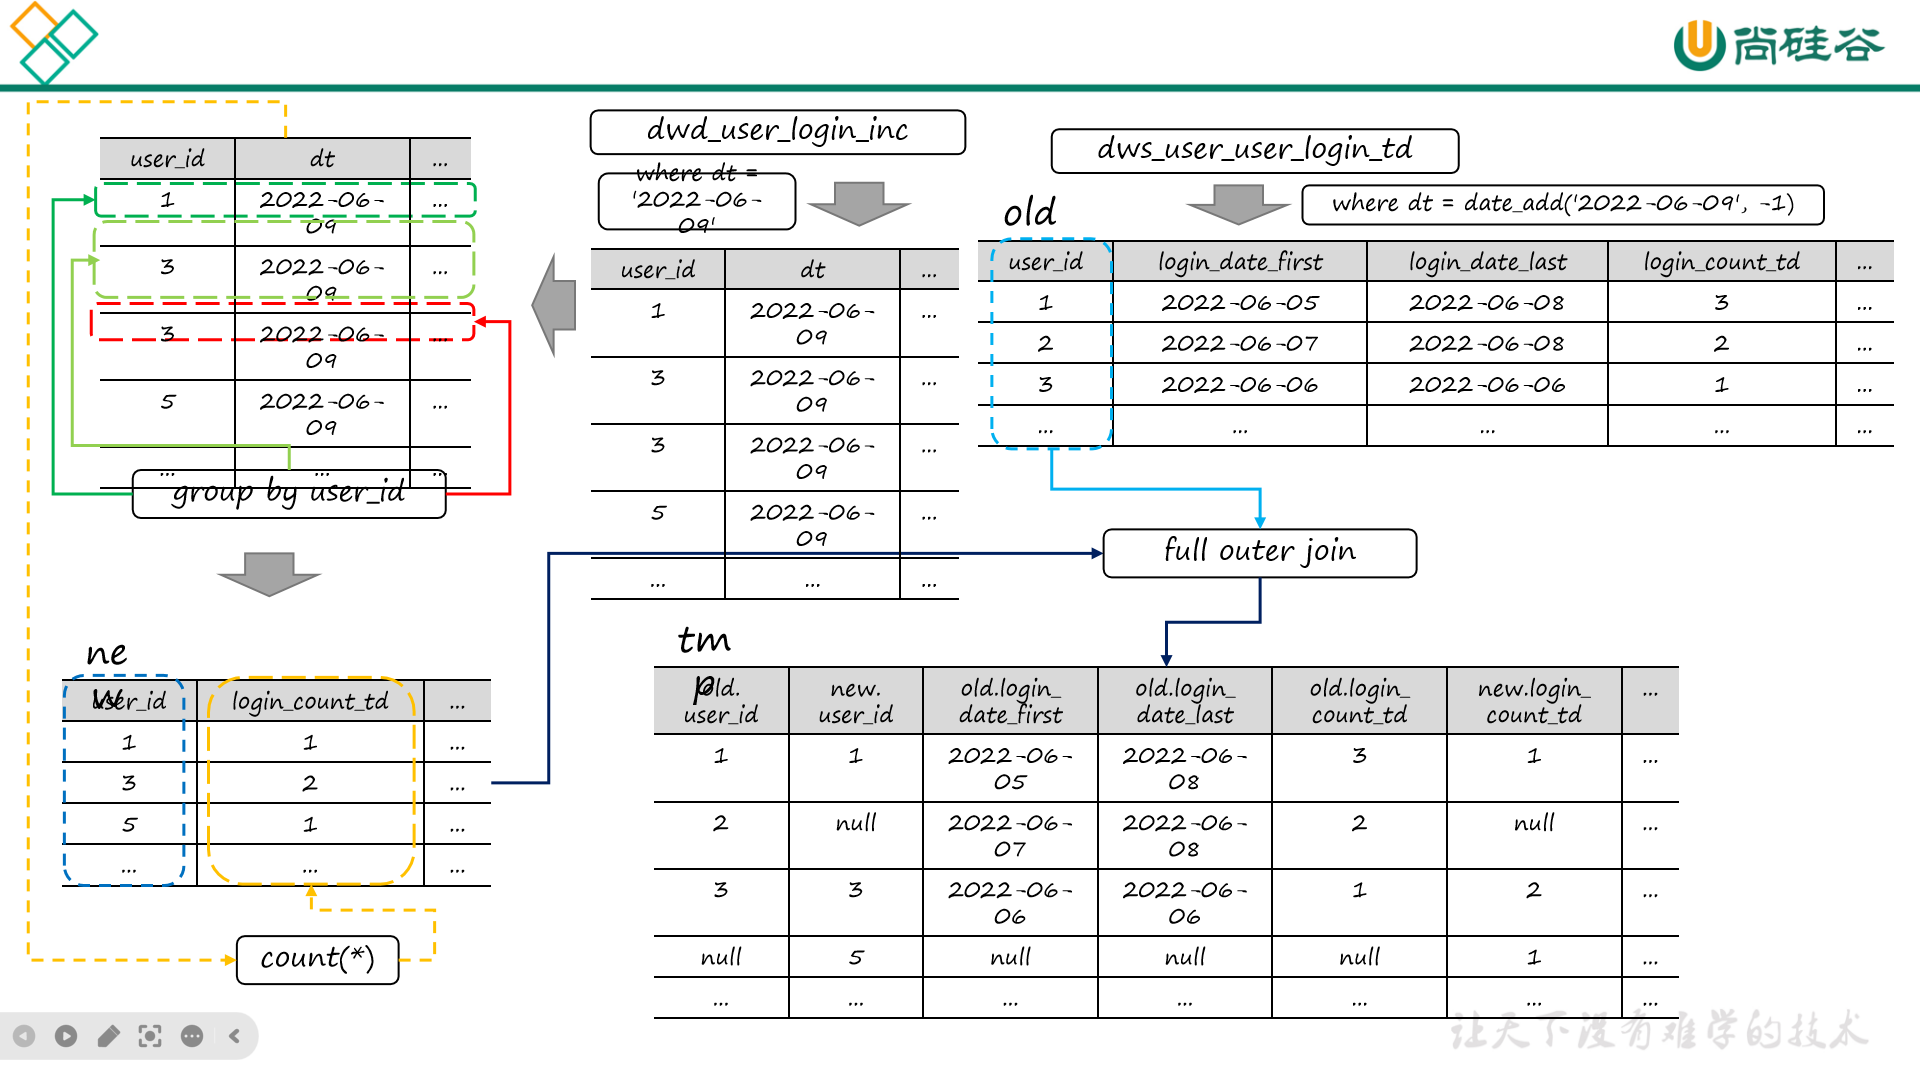 尚硅谷
user_id dt ...
1 2022-06-09 ...
3 2022-06-09 ...
3 2022-06-09 ...
5 2022-06-09 ...
... ... ...
group by user_id
dwd_user_login_inc
where dt =
'2022-06-
09'
user_id dt ...
1 2022-06-09 ...
3 2022-06-09 ...
3 2022-06-09 ...
5 2022-06-09 ...
... ... ...
dws_user_user_login_td
where dt = date_add('2022-06-09', -1)
old
user_id login_date_first login_date_last login_count_td ...
1 2022-06-05 2022-06-08 3 ...
2 2022-06-07 2022-06-08 2 ...
3 2022-06-06 2022-06-06 1 ...
... ... ... ... ...
full outer join
new
user_id login_count_td ...
1 1 ...
3 2 ...
5 1 ...
... ... ...
count(*)
tmp
old.user_id new.user_id old.login_date_first old.login_date_last old.login_count_td new.login_count_td ...
1 1 2022-06-05 2022-06-08 3 1 ...
2 null 2022-06-07 2022-06-08 2 null ...
3 3 2022-06-06 2022-06-06 1 2 ...
null 5 null null null 1 ...
... ... ... ... ... ... ...
让天下没有难学的技术